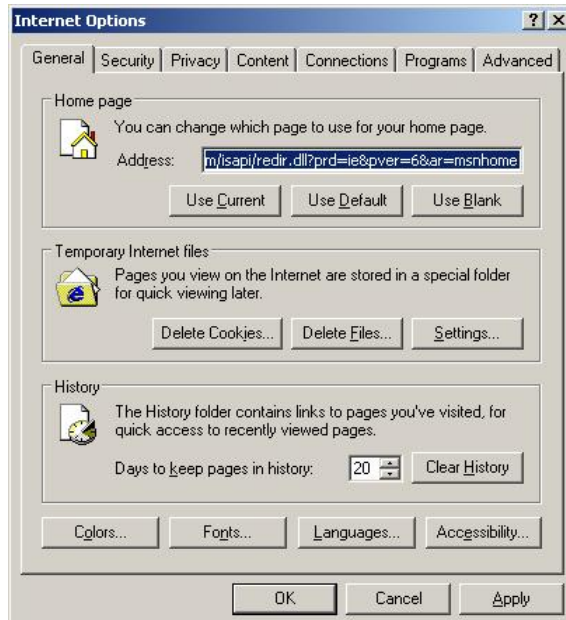 Internet Options
General Security Privacy Content Connections Programs Advanced
Home page
You can change which page to use for your home page.
Address: m/isapi/redir.dll?prd=ie&pver=6&ar=msnhome
Use Current Use Default Use Blank
Temporary Internet files
Pages you view on the Internet are stored in a special folder
for quick viewing later.
Delete Cookies... Delete Files... Settings...
History
The History folder contains links to pages you've visited, for
quick access to recently viewed pages.
Days to keep pages in history: 20 Clear History
Colors... Fonts... Languages... Accessibility...
OK Cancel Apply